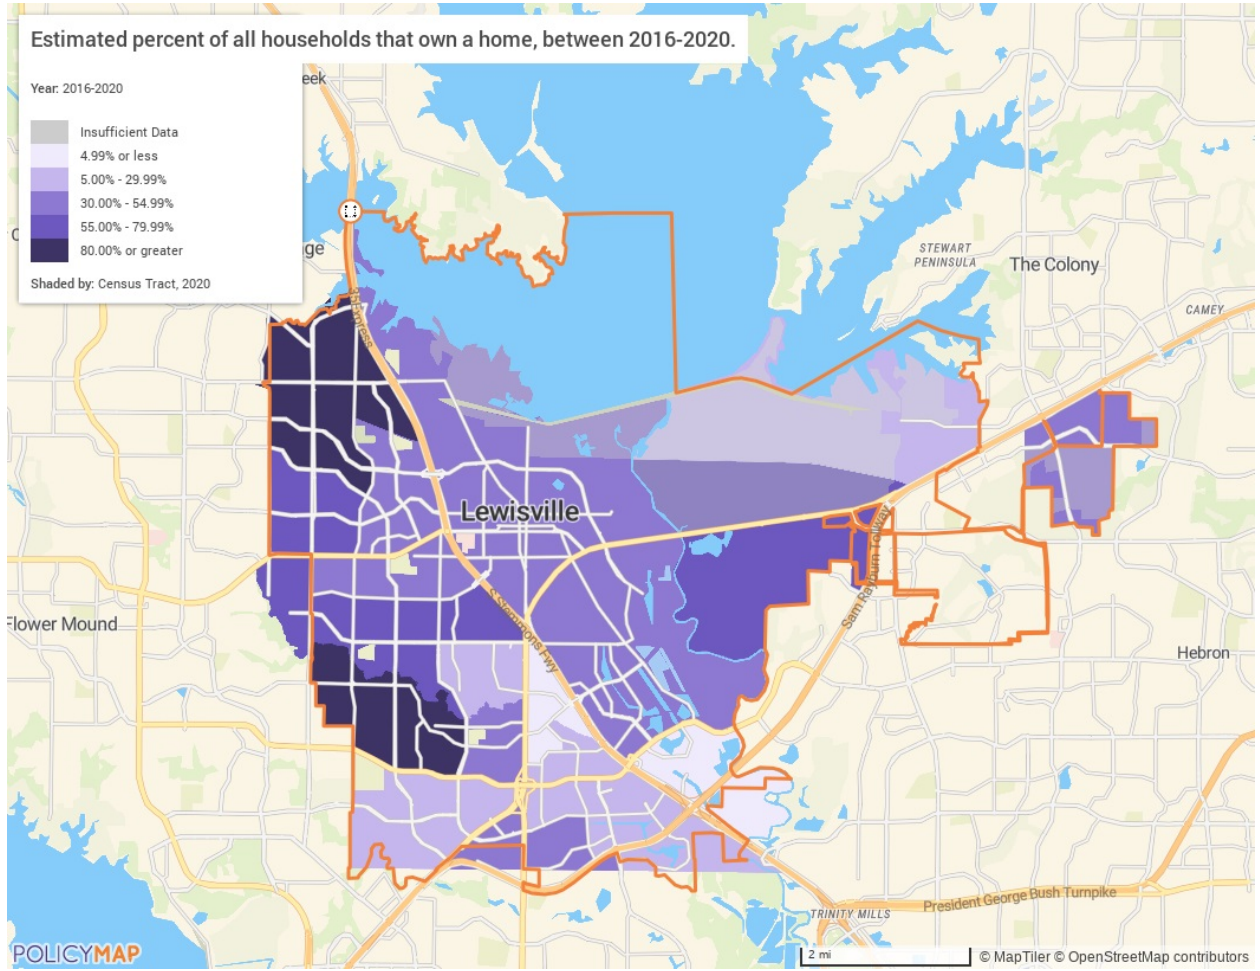 Estimated percent of all households that own a home, between 2016-2020.
Year: 2016-2020
Insufficient Data
4.99% or less
5.00% - 29.99%
30.00% - 54.99%
55.00% - 79.99%
80.00% or greater
Shaded by: Census Tract, 2020
eek
ge
STEWART
PENINSULA
The Colony
CAMEY
35 Express
Lewisville
Sam Rayburn Tollway
S Stemmons Fwy
Flower Mound
Hebron
President George Bush Turnpike
TRINITY MILLS
POLICYMAP
2 mi
© MapTiler © OpenStreetMap contributors